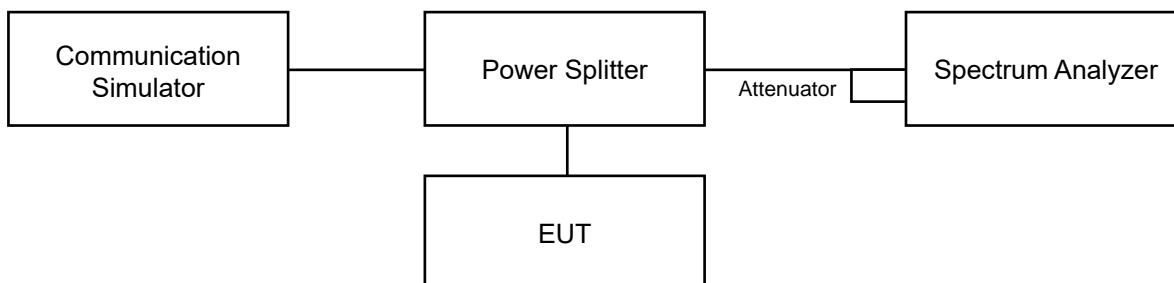 Communication
Simulator
Power Splitter
Attenuator
Spectrum Analyzer
EUT